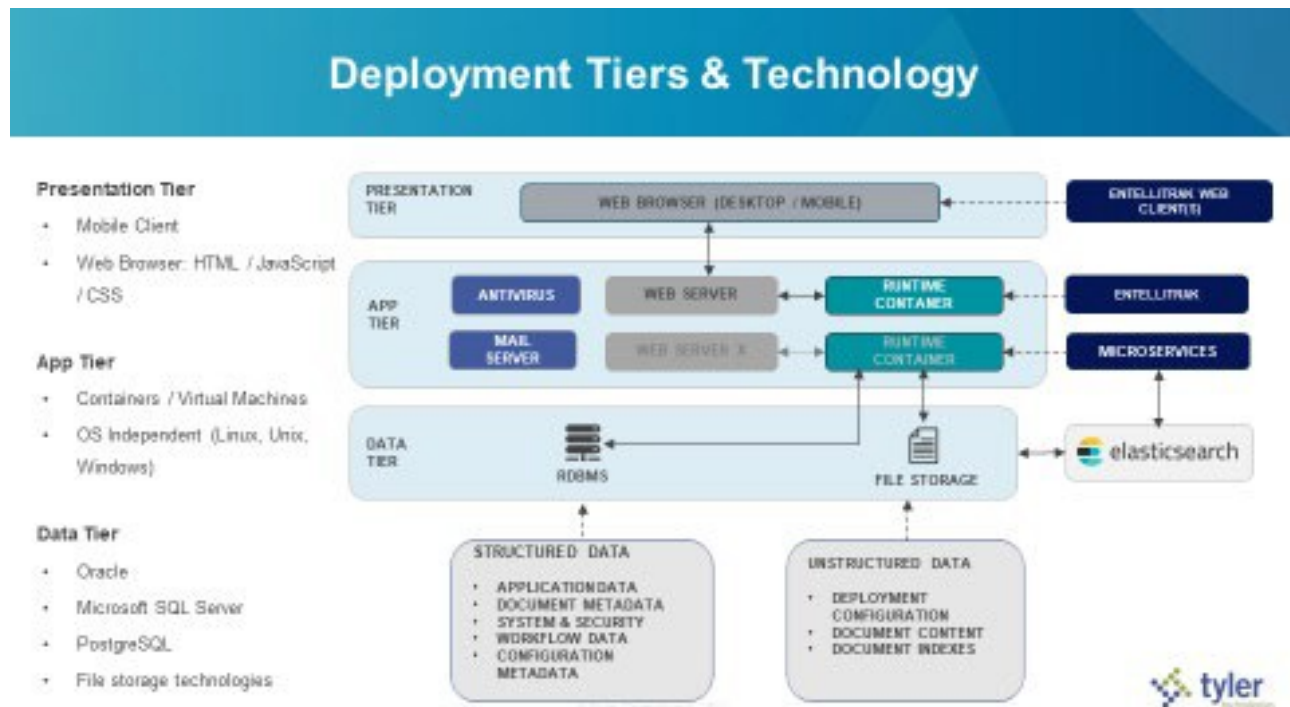 Deployment Tiers & Technology
Presentation Tier
• Mobile Client
• Web Browser: HTML / JavaScript
/ CSS
App Tier
• Containers / Virtual Machines
• OS Independent (Linux, Unix,
Windows)
Data Tier
• Oracle
• Microsoft SQL Server
• PostgreSQL
• File storage technologies
PRESENTATION
TIER
WEB BROWSER (DESKTOP / MOBILE)
ENTELLITRAK WEB
CLIENT(S)
APP
TIER
ANTIVIRUS
WEB SERVER
RUNTIME
CONTANER
ENTELLITRAK
MAIL
SERVER
WEB SERVER X
RUNTIME
CONTAINER
MICROSERVICES
DATA
TIER
RDBMS
FILE STORAGE
elasticsearch
STRUCTURED DATA
• APPLICATION DATA
• DOCUMENT METADATA
• SYSTEM & SECURITY
• WORKFLOW DATA
• CONFIGURATION
METADATA
UNSTRUCTURED DATA
• DEPLOYMENT
CONFIGURATION
• DOCUMENT CONTENT
• DOCUMENT INDEXES
tyler